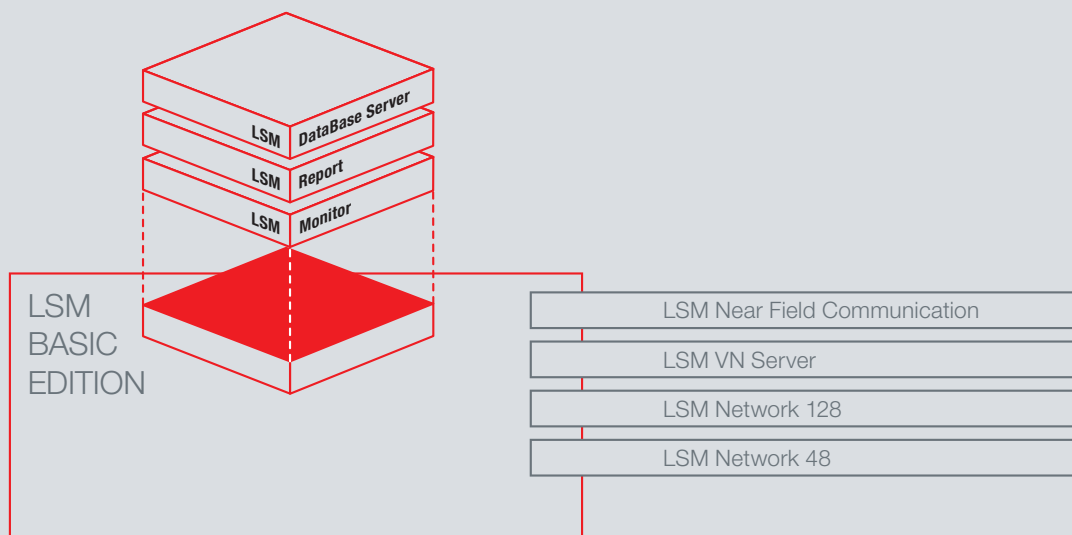 LSM DataBase Server
LSM Report
LSM Monitor
LSM
BASIC
EDITION
LSM Near Field Communication
LSM VN Server
LSM Network 128
LSM Network 48